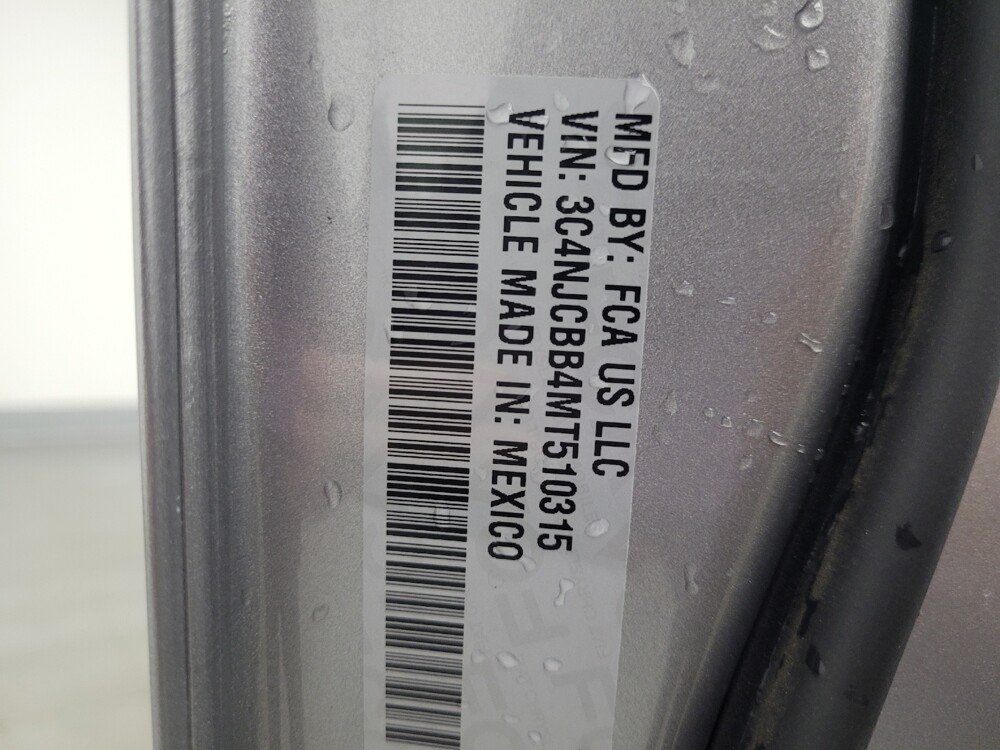 MFD BY: FCA US LLC
VIN: 3C4NJCBB4MT510315
VEHICLE MADE IN: MEXICO